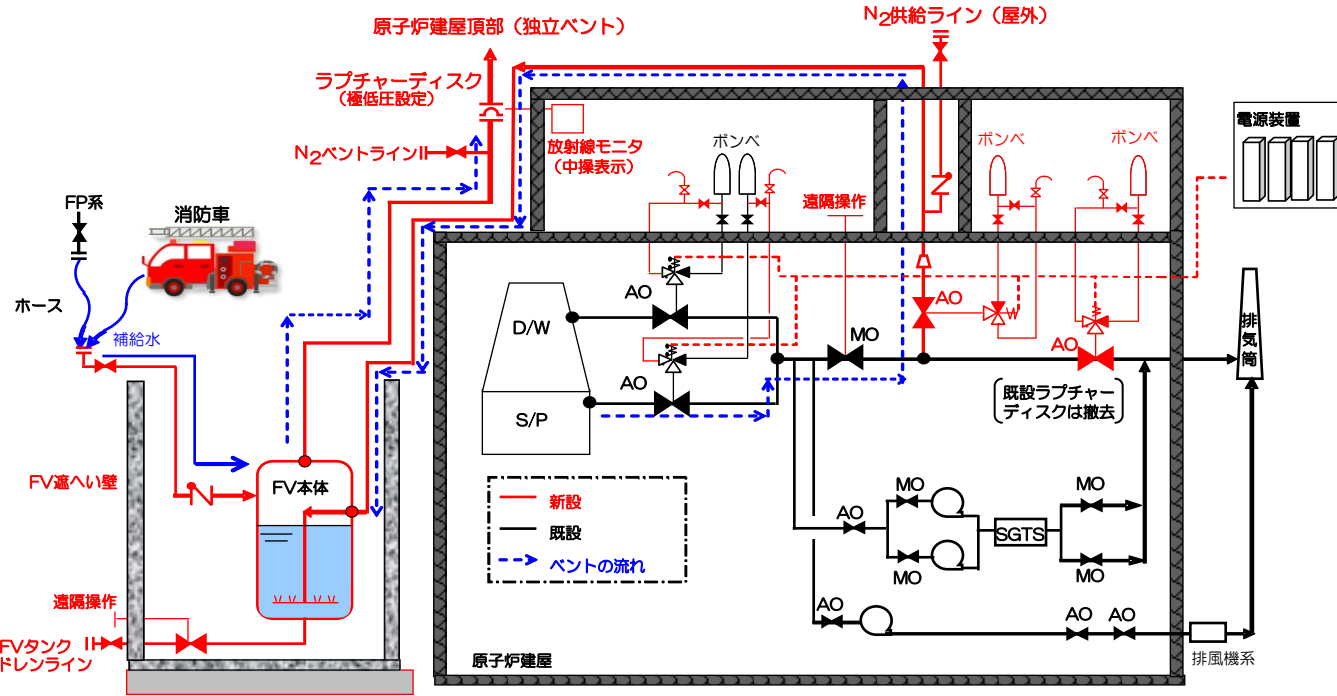 原子炉建屋頂部（独立ベント）
N2供給ライン（屋外）
ラプチャーディスク
（極低圧設定）
N2ベントライン
放射線モニタ
（中操表示）
ボンベ
遠隔操作
ボンベ
ボンベ
電源装置
FP系
消防車
ホース
補給水
AO
D/W
AO
MO
AO
AO
S/P
排気筒
既設ラプチャー
ディスクは撤去
FV遮へい壁
FV本体
新設
既設
ベントの流れ
MO
MO
AO
SGTS
MO
MO
遠隔操作
FVタンク
ドレンライン
AO
AO
AO
原子炉建屋
排風機系